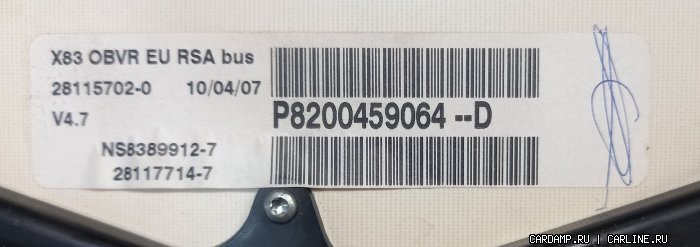 X83 OBVR EU RSA bus
28115702-0 10/04/07
V4.7
P8200459064 --D
NS8389912-7
28117714-7
CARDAMP.RU | CARLINE.RU